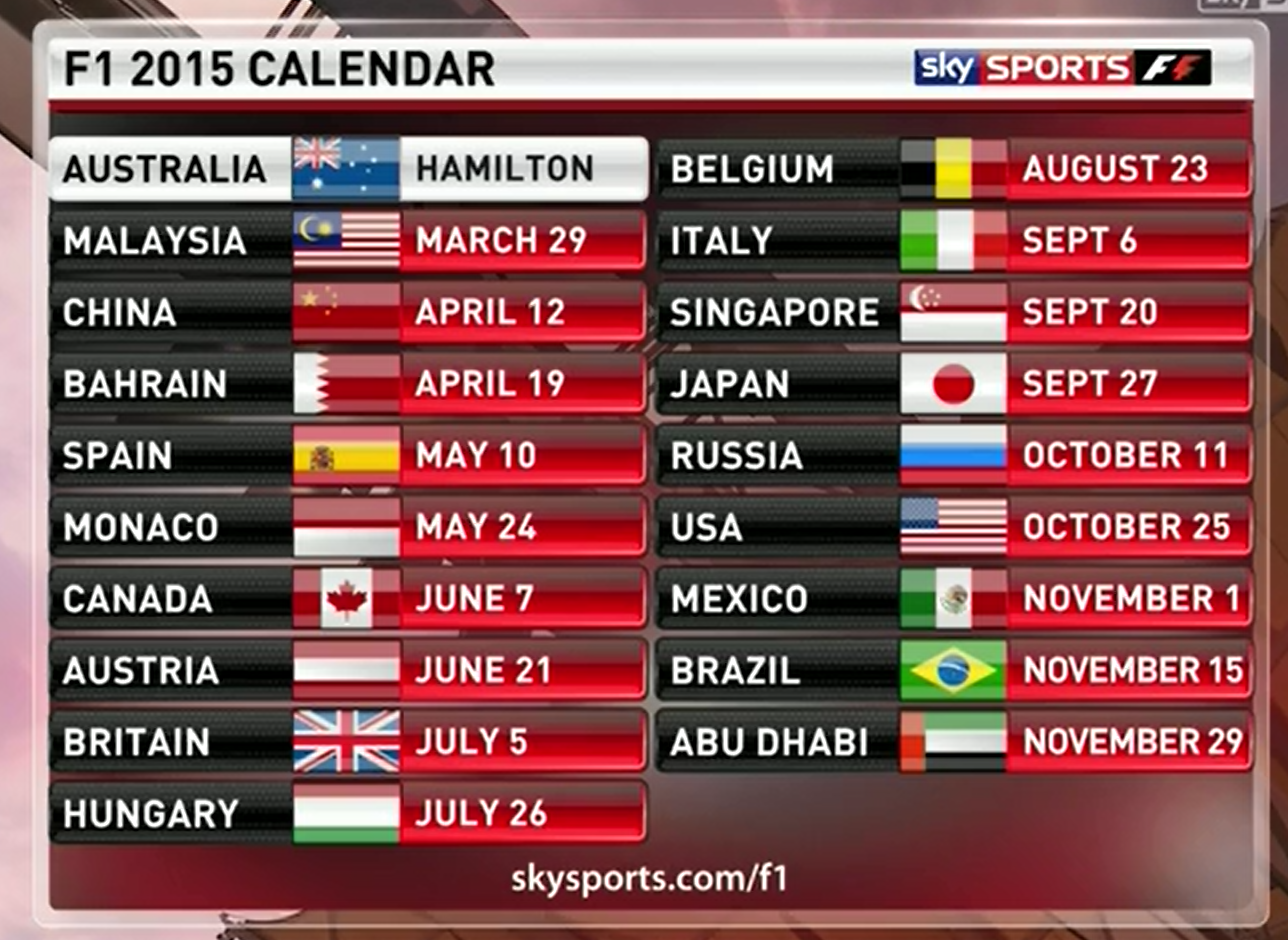 F1 2015 CALENDAR
sky SPORTS F1
AUSTRALIA HAMILTON
MALAYSIA MARCH 29
CHINA APRIL 12
BAHRAIN APRIL 19
SPAIN MAY 10
MONACO MAY 24
CANADA JUNE 7
AUSTRIA JUNE 21
BRITAIN JULY 5
HUNGARY JULY 26
BELGIUM AUGUST 23
ITALY SEPT 6
SINGAPORE SEPT 20
JAPAN SEPT 27
RUSSIA OCTOBER 11
USA OCTOBER 25
MEXICO NOVEMBER 1
BRAZIL NOVEMBER 15
ABU DHABI NOVEMBER 29
skysports.com/f1